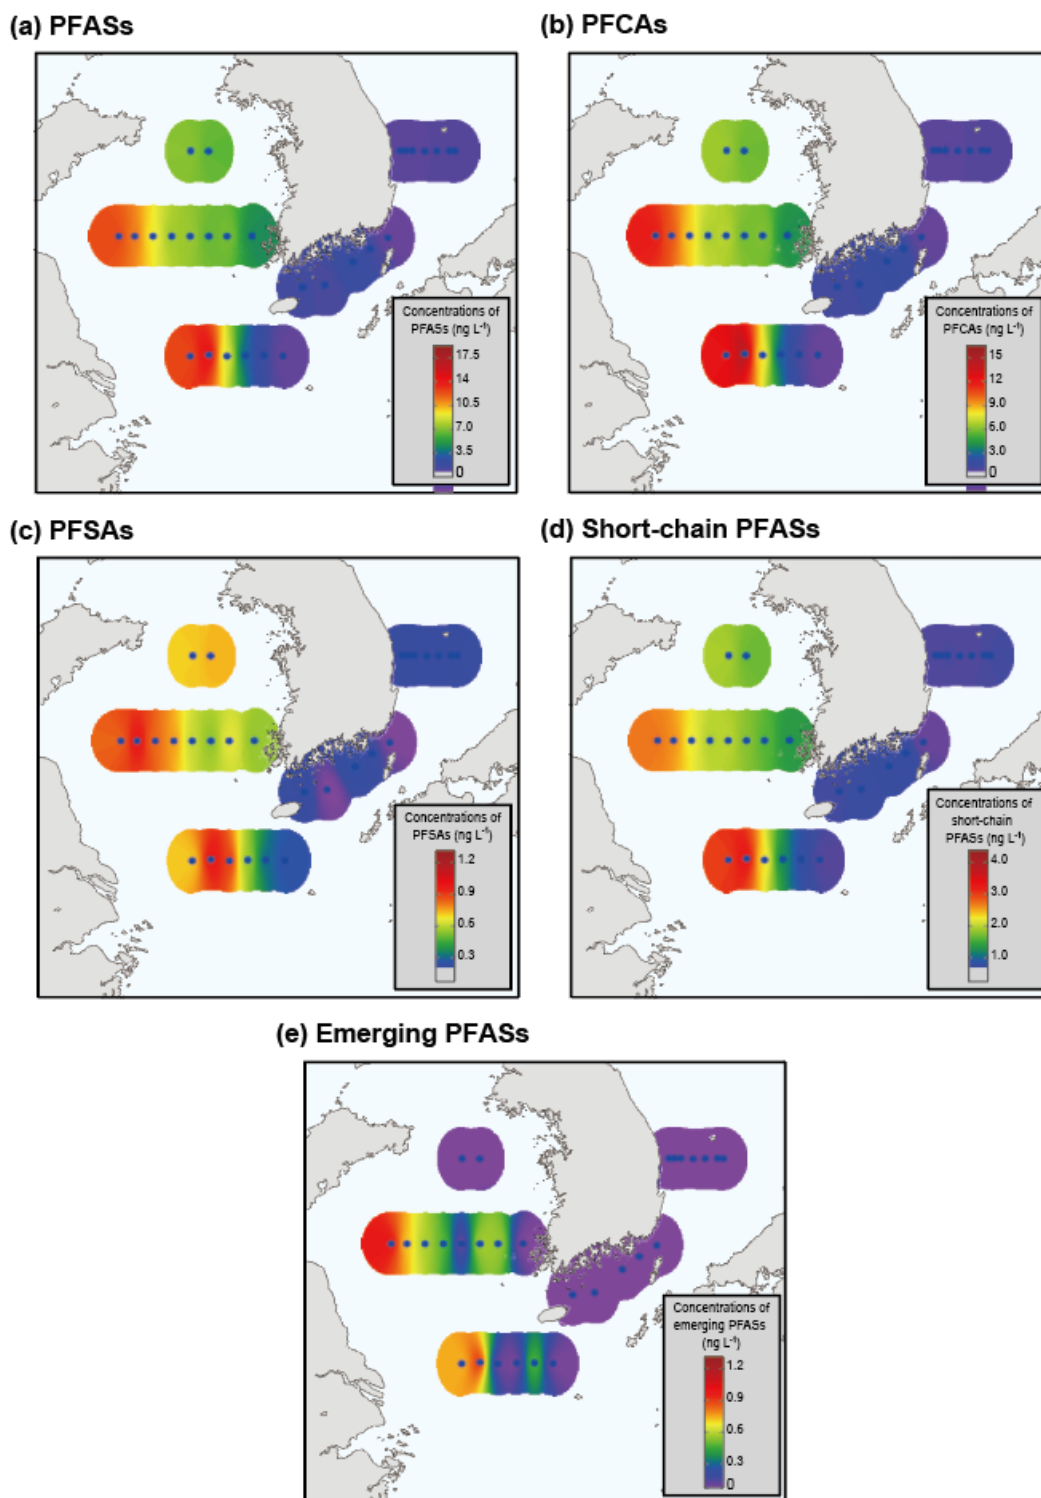 (a) PFASs
(b) PFCAs
Concentrations of
PFASs (ng L⁻¹)
17.5
14
10.5
7.0
3.5
0
Concentrations of
PFCAs (ng L⁻¹)
15
12
9.0
6.0
3.0
0
(c) PFSAs
(d) Short-chain PFASs
Concentrations of
PFSAs (ng L⁻¹)
1.2
0.9
0.6
0.3
Concentrations of
short-chain
PFASs (ng L⁻¹)
4.0
3.0
2.0
1.0
(e) Emerging PFASs
Concentrations of
emerging PFASs
(ng L⁻¹)
1.2
0.9
0.6
0.3
0